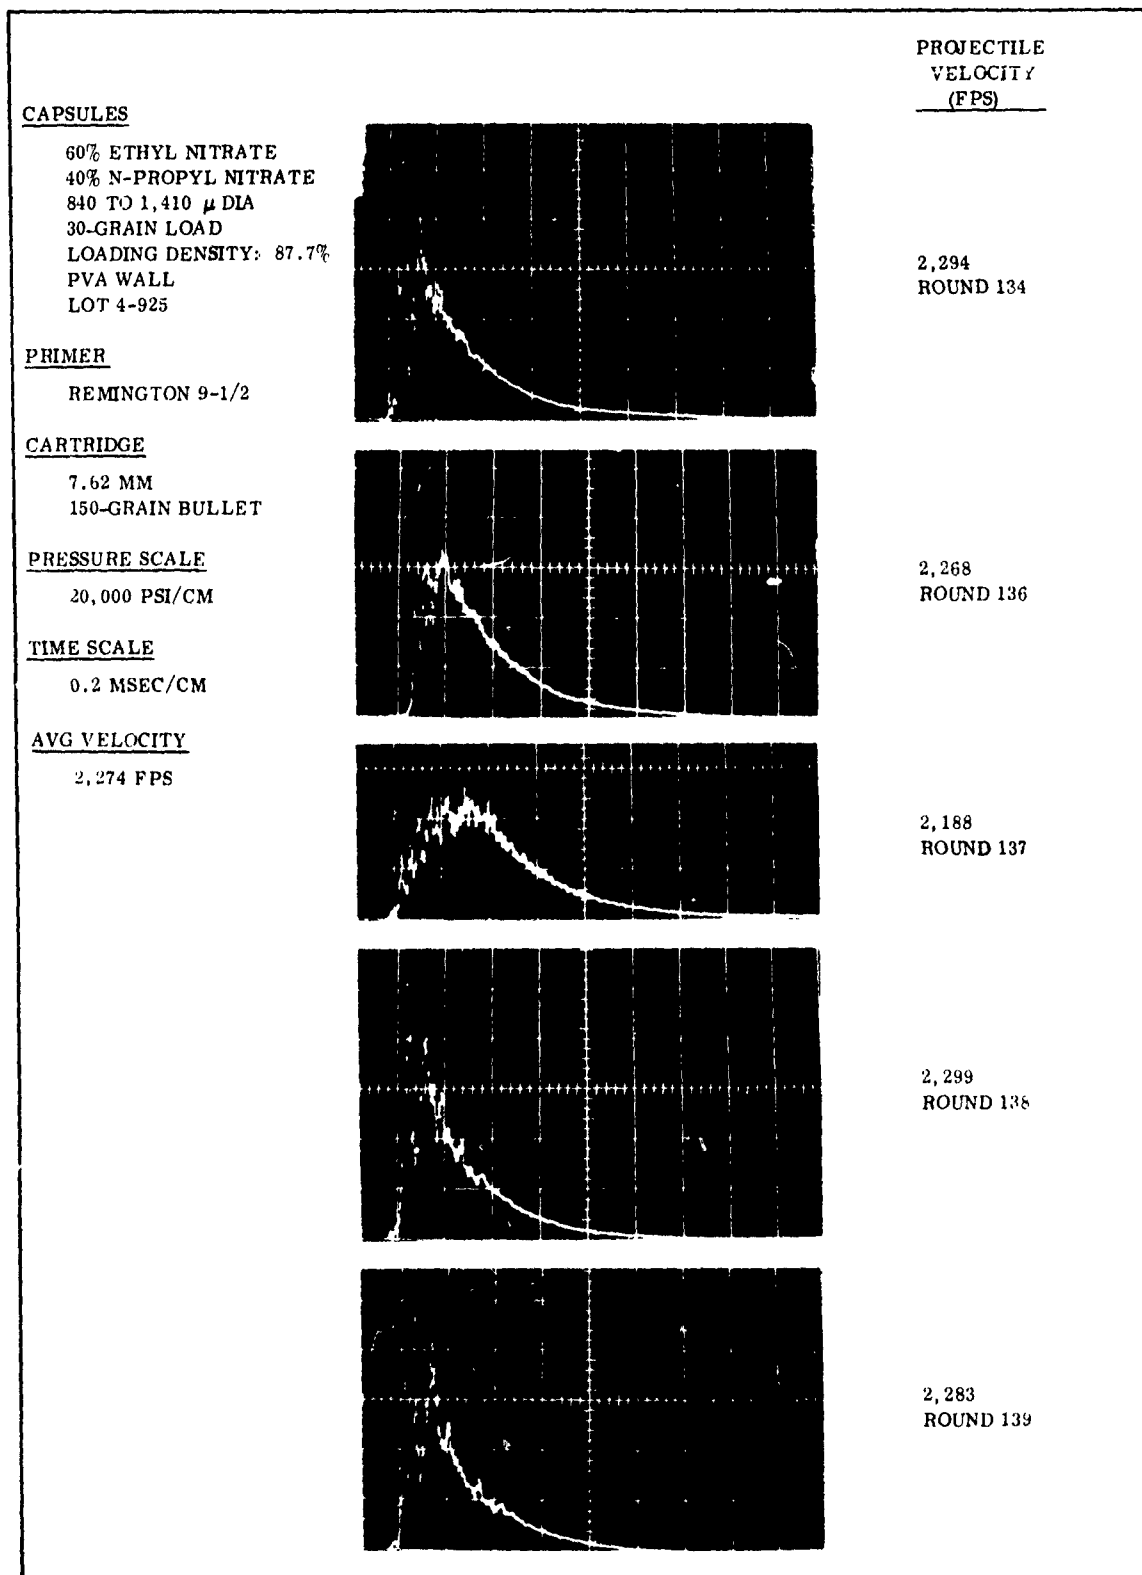 CAPSULES
60% ETHYL NITRATE
40% N-PROPYL NITRATE
840 TO 1,410 μ DIA
30-GRAIN LOAD
LOADING DENSITY: 87.7%
PVA WALL
LOT 4-925
PRIMER
REMINGTON 9-1/2
CARTRIDGE
7.62 MM
150-GRAIN BULLET
PRESSURE SCALE
20,000 PSI/CM
TIME SCALE
0.2 MSEC/CM
AVG VELOCITY
2,274 FPS
PROJECTILE
VELOCITY
(FPS)
2,294
ROUND 134
2,268
ROUND 136
2,188
ROUND 137
2,299
ROUND 138
2,283
ROUND 139